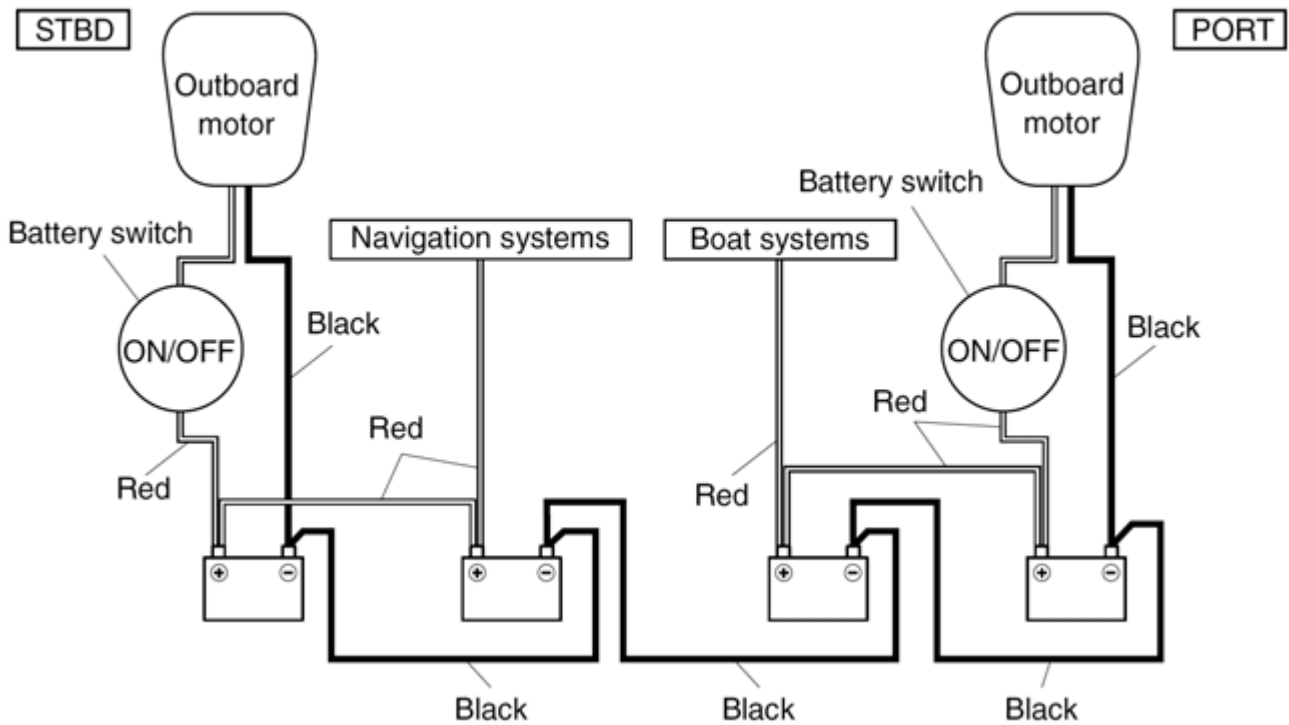 STBD
PORT
Outboard
motor
Outboard
motor
Battery switch
Battery switch
Navigation systems
Boat systems
ON/OFF
Black
ON/OFF
Black
Red
Red
Red
Red
+
−
+
−
+
−
+
−
Black
Black
Black